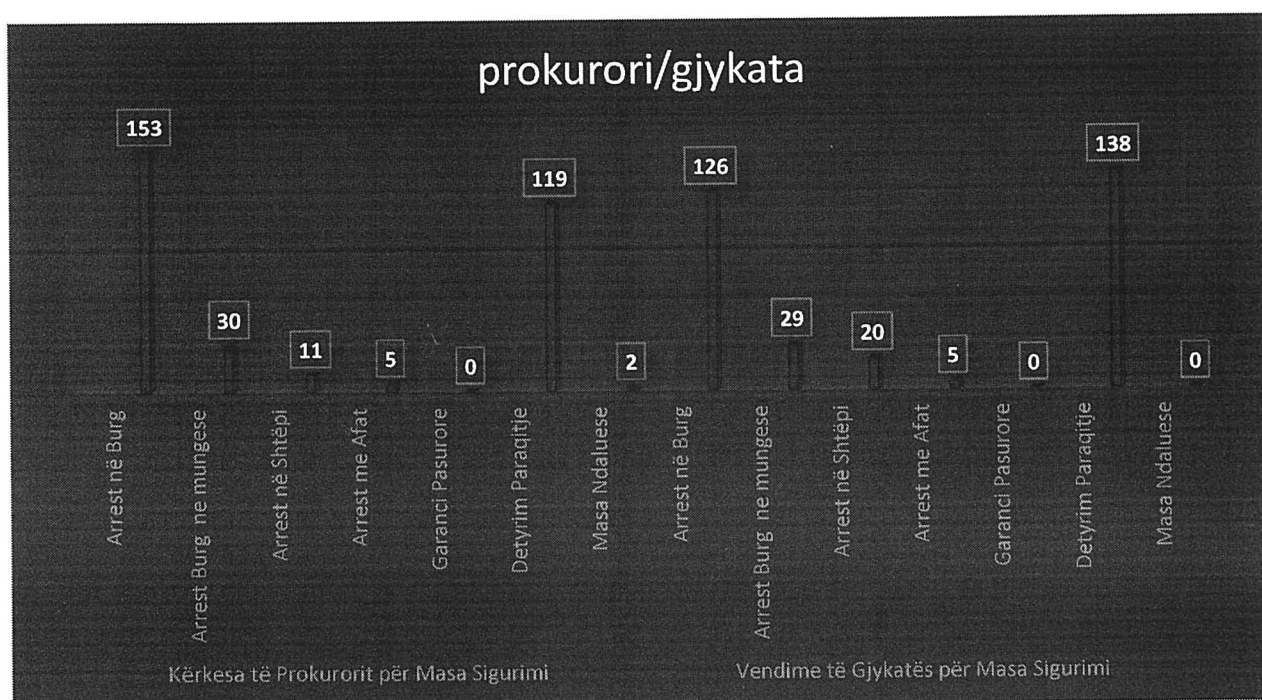 prokurori/gjykata
153
30
11
5
0
119
2
126
29
20
5
0
138
0
Arrest në Burg
Arrest Burg ne mungese
Arrest në Shtëpi
Arrest me Afat
Garanci Pasurore
Detyrim Paraqitje
Masa Ndaluese
Arrest në Burg
Arrest Burg ne mungese
Arrest në Shtëpi
Arrest me Afat
Garanci Pasurore
Detyrim Paraqitje
Masa Ndaluese
Kërkesa të Prokurorit për Masa Sigurimi
Vendime të Gjykatës për Masa Sigurimi